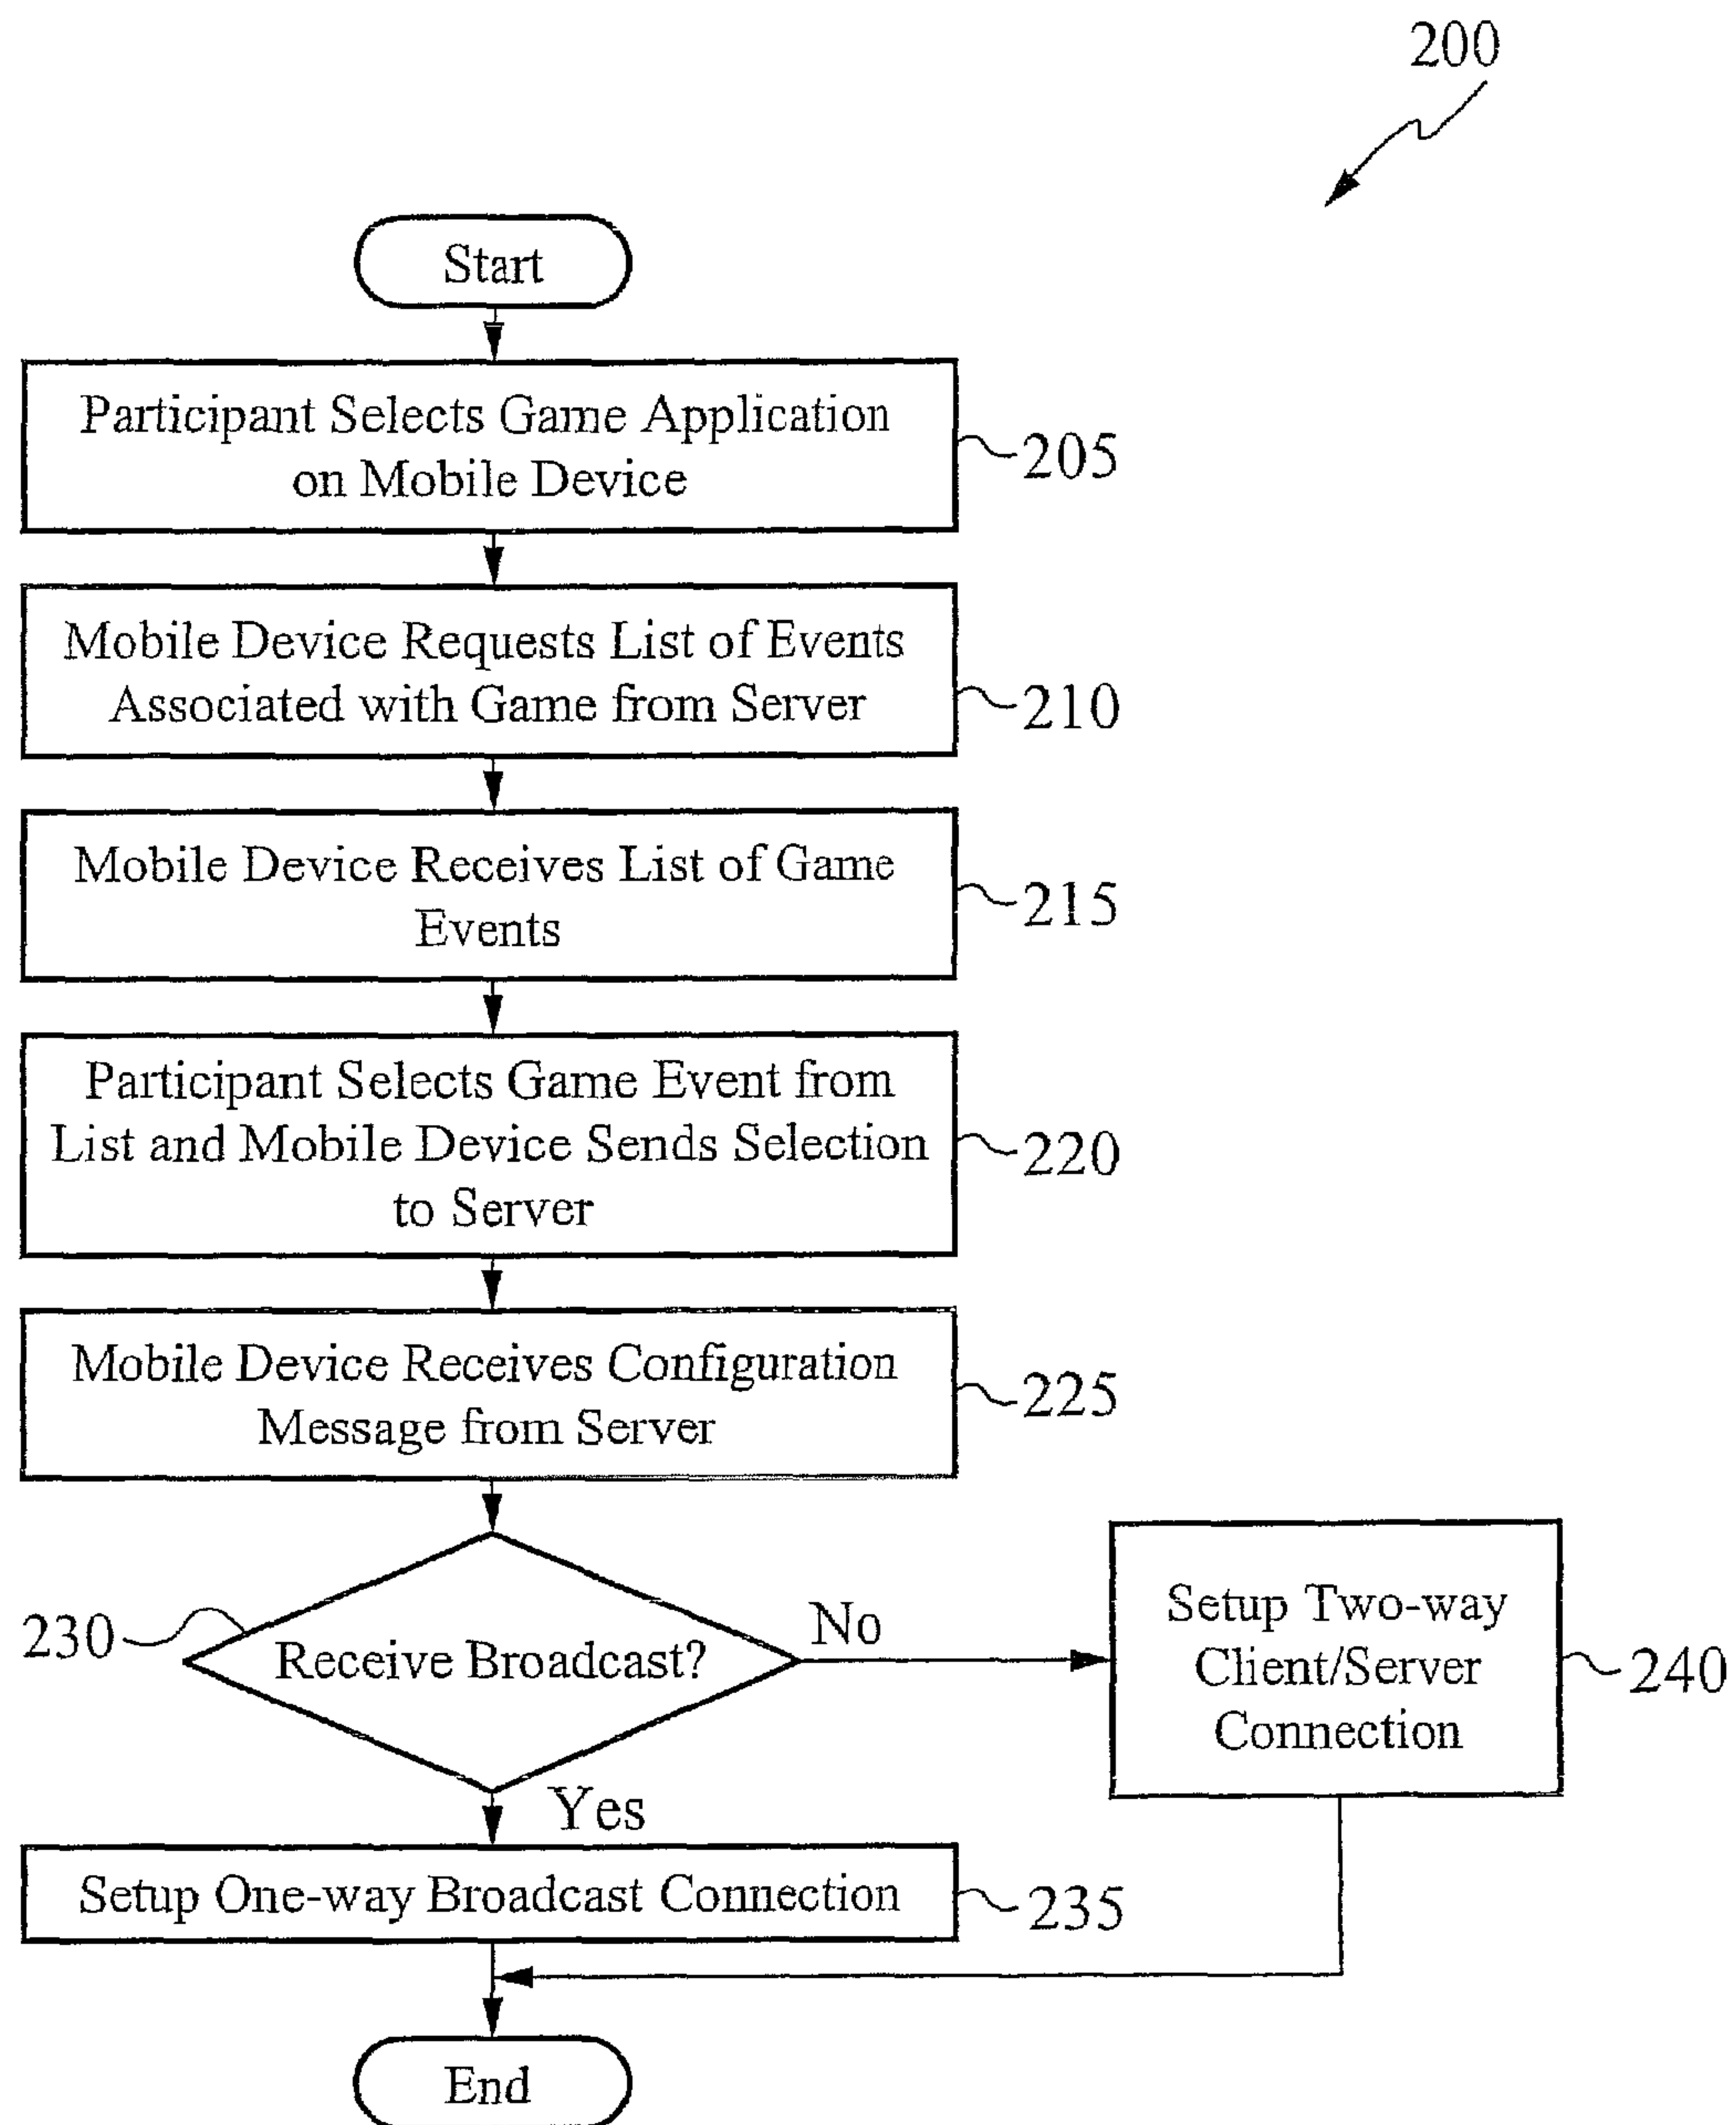 200
Start
Participant Selects Game Application
on Mobile Device
205
Mobile Device Requests List of Events
Associated with Game from Server
210
Mobile Device Receives List of Game
Events
215
Participant Selects Game Event from
List and Mobile Device Sends Selection
to Server
220
Mobile Device Receives Configuration
Message from Server
225
230
Receive Broadcast?
No
Setup Two-way
Client/Server
Connection
240
Yes
Setup One-way Broadcast Connection
235
End